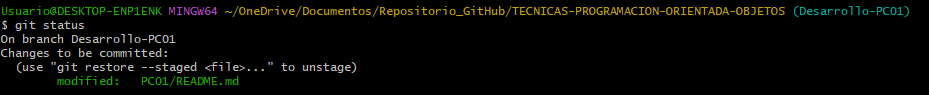 Usuario@DESKTOP-ENP1ENK MINGW64 ~/OneDrive/Documentos/Repositorio_GitHub/TECNICAS-PROGRAMACION-ORIENTADA-OBJETOS (Desarrollo-PC01)
$ git status
On branch Desarrollo-PC01
Changes to be committed:
  (use "git restore --staged <file>..." to unstage)
        modified:   PC01/README.md